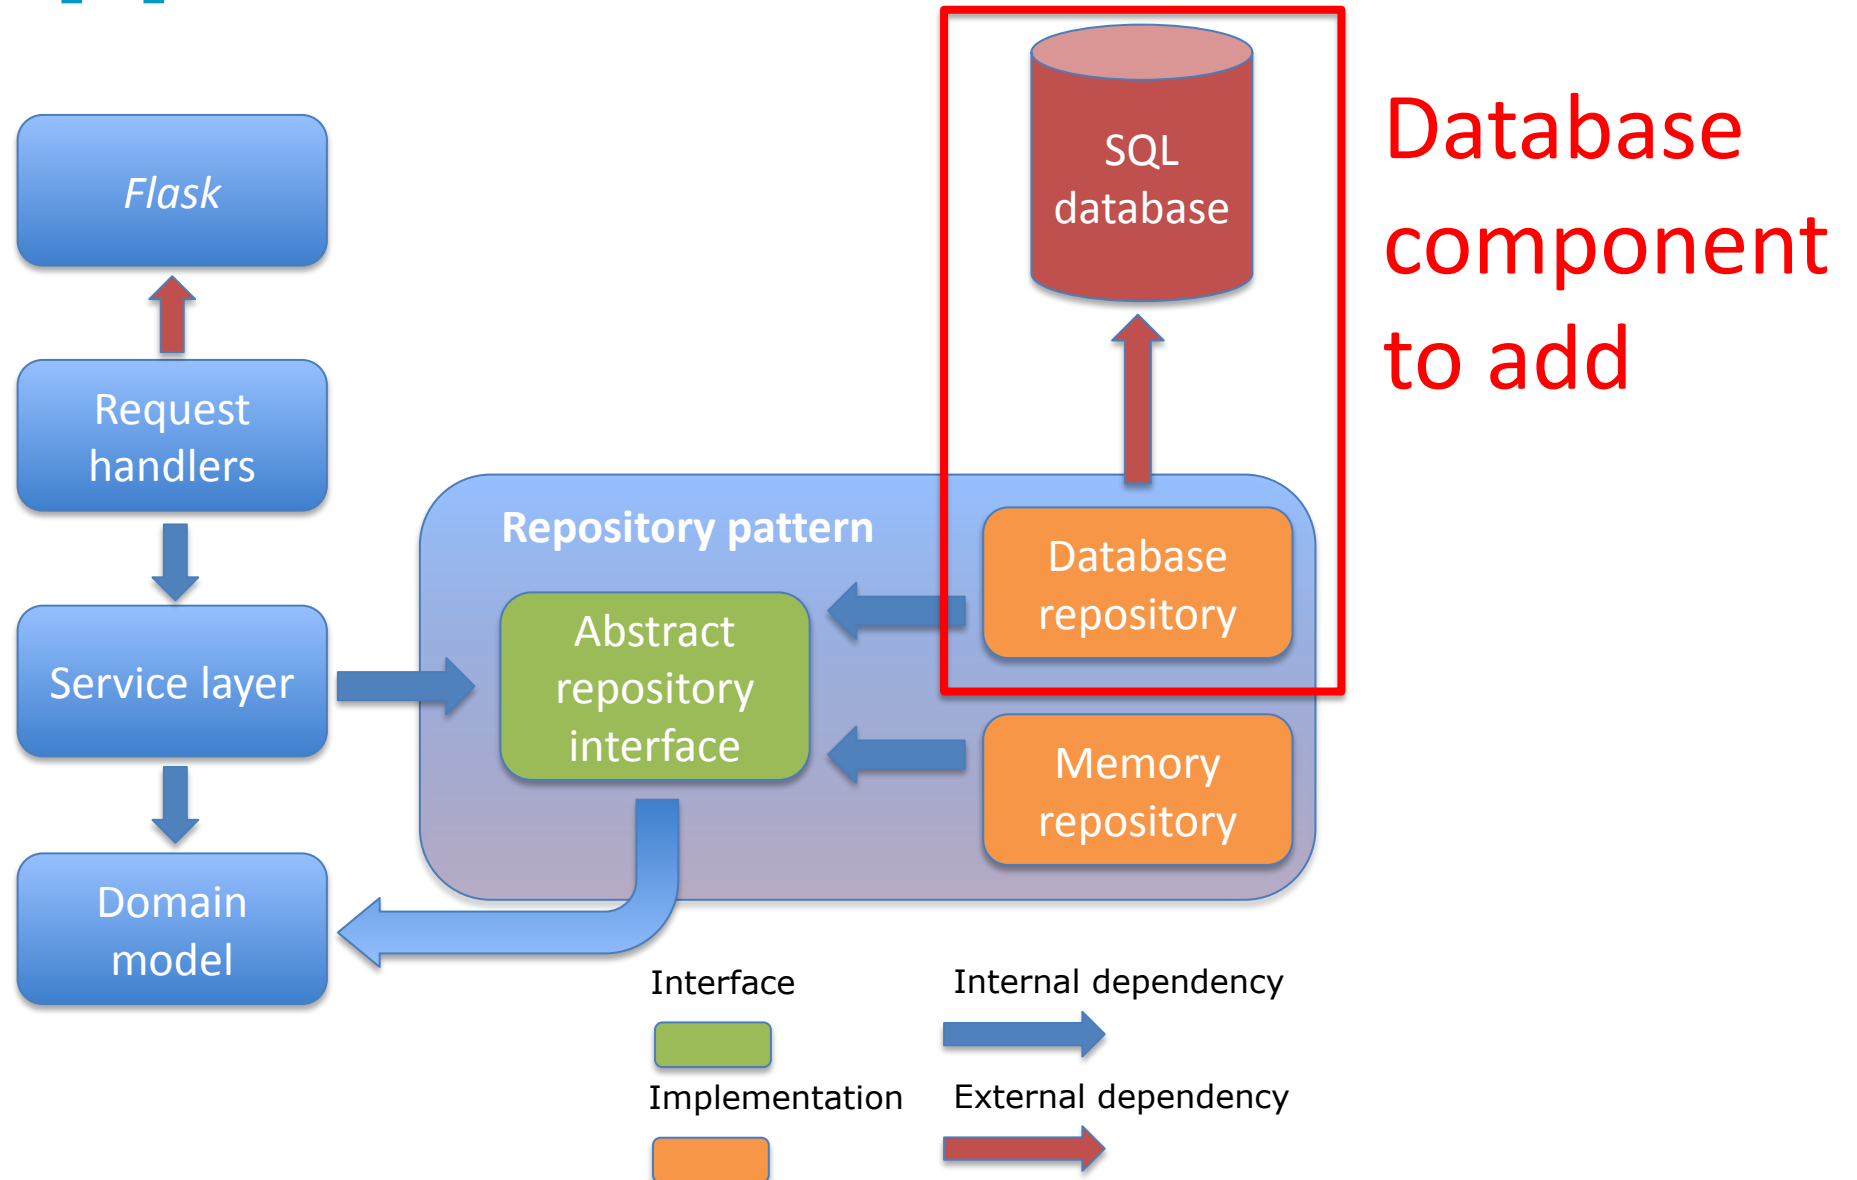 Flask
Request
handlers
Service layer
Domain
model
Repository pattern
Abstract
repository
interface
SQL
database
Database
repository
Memory
repository
Database
component
to add
Interface
Internal dependency
Implementation
External dependency